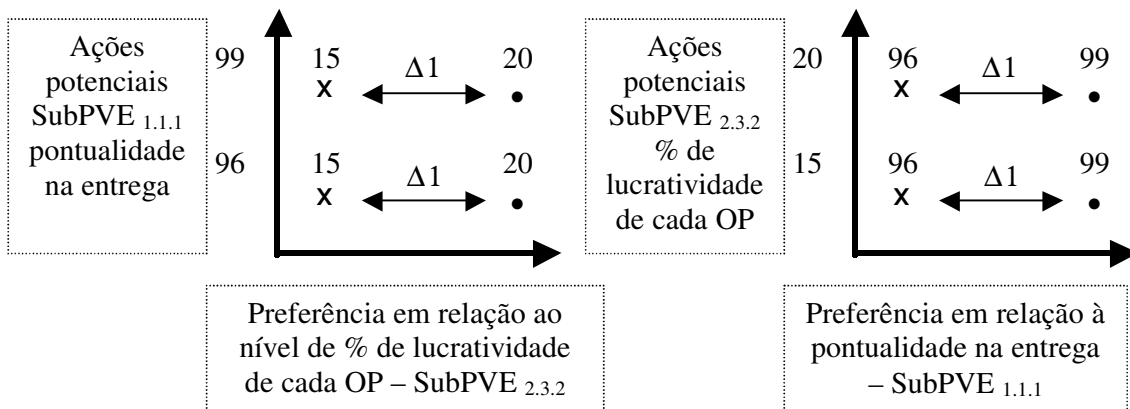 Ações
potenciais
SubPVE 1.1.1
pontualidade
na entrega
99
15
x
Δ1
20
96
15
x
Δ1
20
Preferência em relação ao
nível de % de lucratividade
de cada OP – SubPVE 2.3.2
Ações
potenciais
SubPVE 2.3.2
% de
lucratividade
de cada OP
20
96
x
Δ1
99
15
96
x
Δ1
99
Preferência em relação à
pontualidade na entrega
– SubPVE 1.1.1